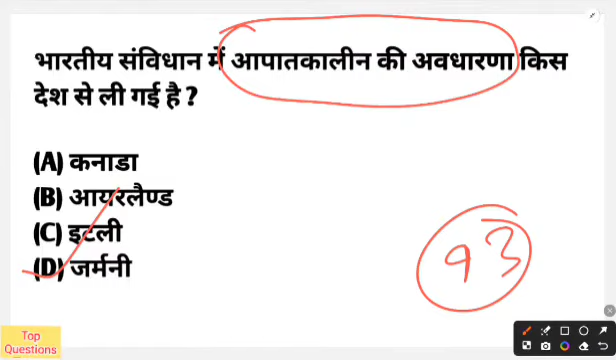 भारतीय संविधान में आपातकालीन की अवधारणा किस
देश से ली गई है ?
(A) कनाडा
(B) आयरलैण्ड
(C) इटली
(D) जर्मनी
93
Top
Questions